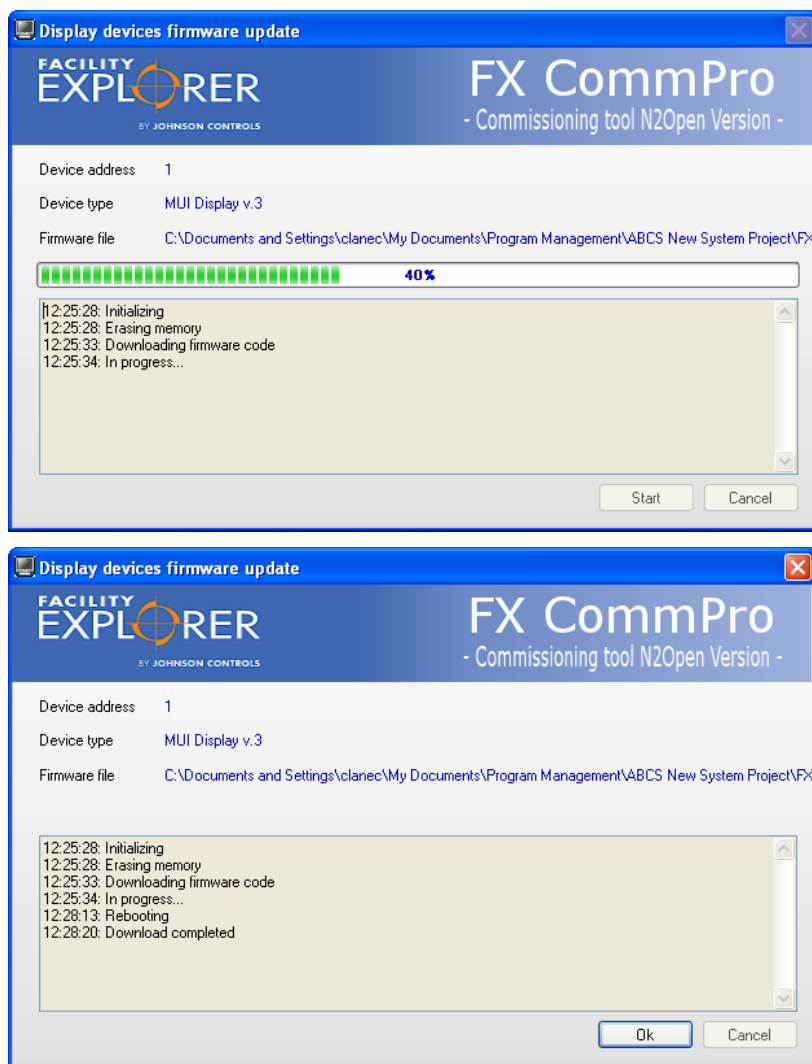 Display devices firmware update
FACILITY
EXPLORER
BY JOHNSON CONTROLS
FX CommPro
- Commissioning tool N2Open Version -
Device address 1
Device type MUI Display v.3
Firmware file C:\Documents and Settings\clanec\My Documents\Program Management\ABCS New System Project\FX
40%
12:25:28: Initializing
12:25:28: Erasing memory
12:25:33: Downloading firmware code
12:25:34: In progress...
Start Cancel
Display devices firmware update
FACILITY
EXPLORER
BY JOHNSON CONTROLS
FX CommPro
- Commissioning tool N2Open Version -
Device address 1
Device type MUI Display v.3
Firmware file C:\Documents and Settings\clanec\My Documents\Program Management\ABCS New System Project\FX
12:25:28: Initializing
12:25:28: Erasing memory
12:25:33: Downloading firmware code
12:25:34: In progress...
12:28:13: Rebooting
12:28:20: Download completed
Ok Cancel